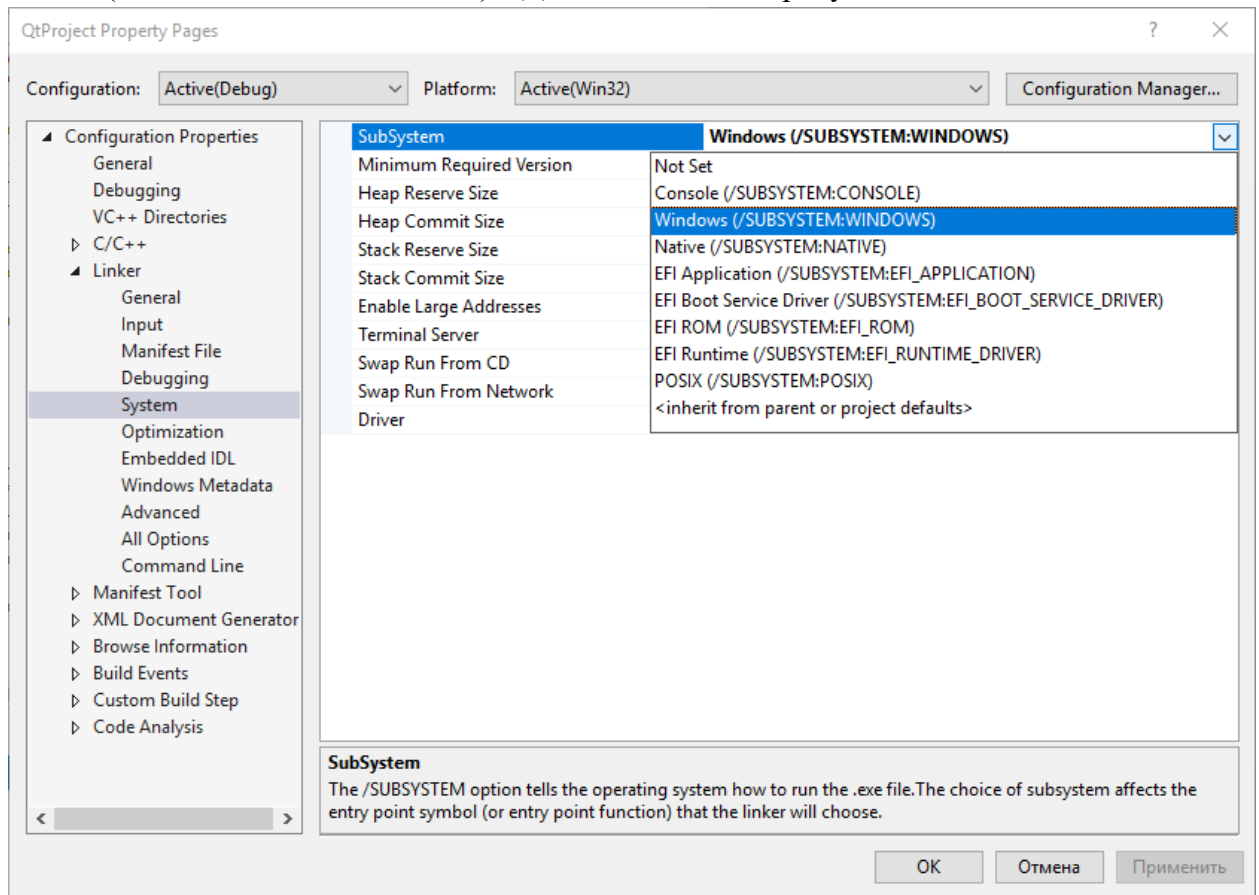 QtProject Property Pages ?
Configuration: Active(Debug) Platform: Active(Win32) Configuration Manager...
Configuration Properties
General
Debugging
VC++ Directories
C/C++
Linker
General
Input
Manifest File
Debugging
System
Optimization
Embedded IDL
Windows Metadata
Advanced
All Options
Command Line
Manifest Tool
XML Document Generator
Browse Information
Build Events
Custom Build Step
Code Analysis
SubSystem Windows (/SUBSYSTEM:WINDOWS)
Minimum Required Version
Heap Reserve Size
Heap Commit Size
Stack Reserve Size
Stack Commit Size
Enable Large Addresses
Terminal Server
Swap Run From CD
Swap Run From Network
Driver
Not Set
Console (/SUBSYSTEM:CONSOLE)
Windows (/SUBSYSTEM:WINDOWS)
Native (/SUBSYSTEM:NATIVE)
EFI Application (/SUBSYSTEM:EFI_APPLICATION)
EFI Boot Service Driver (/SUBSYSTEM:EFI_BOOT_SERVICE_DRIVER)
EFI ROM (/SUBSYSTEM:EFI_ROM)
EFI Runtime (/SUBSYSTEM:EFI_RUNTIME_DRIVER)
POSIX (/SUBSYSTEM:POSIX)
<inherit from parent or project defaults>
SubSystem
The /SUBSYSTEM option tells the operating system how to run the .exe file.The choice of subsystem affects the
entry point symbol (or entry point function) that the linker will choose.
OK Отмена Применить